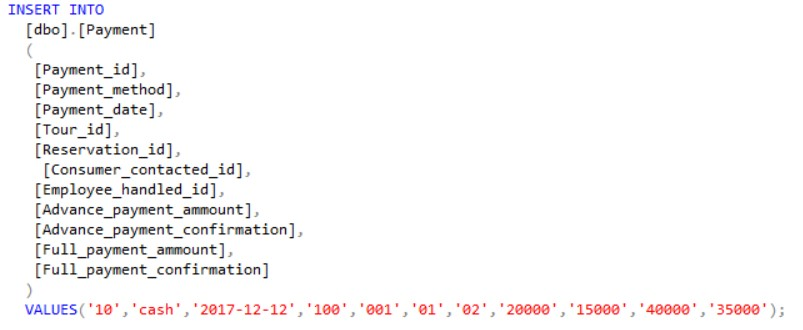 INSERT INTO
[dbo].[Payment]
(
[Payment_id],
[Payment_method],
[Payment_date],
[Tour_id],
[Reservation_id],
[Consumer_contacted_id],
[Employee_handled_id],
[Advance_payment_ammount],
[Advance_payment_confirmation],
[Full_payment_ammount],
[Full_payment_confirmation]
)
VALUES('10','cash','2017-12-12','100','001','01','02','20000','15000','40000','35000');